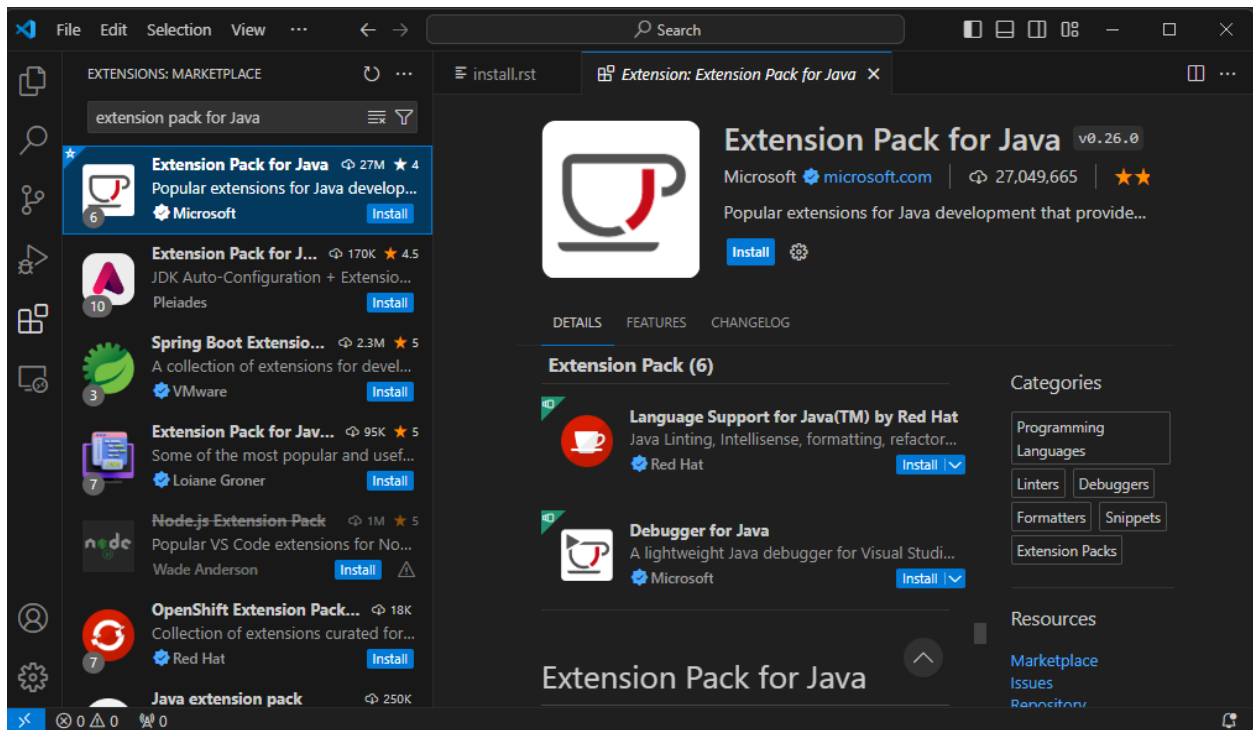 File Edit Selection View ···
Search
EXTENSIONS: MARKETPLACE
extension pack for Java
Extension Pack for Java 27M ★ 4
Popular extensions for Java develop...
Microsoft Install
6
Extension Pack for J... 170K ★ 4.5
JDK Auto-Configuration + Extensio...
Pleiades Install
10
Spring Boot Extensio... 2.3M ★ 5
A collection of extensions for devel...
VMware Install
3
Extension Pack for Jav... 95K ★ 5
Some of the most popular and usef...
Loiane Groner Install
7
Node.js Extension Pack 1M ★ 5
Popular VS Code extensions for No...
Wade Anderson Install
node
OpenShift Extension Pack... 18K
Collection of extensions curated for...
Red Hat Install
7
Java extension pack 250K
install.rst
Extension: Extension Pack for Java
Extension Pack for Java v0.26.0
Microsoft microsoft.com 27,049,665
Popular extensions for Java development that provide...
Install
DETAILS FEATURES CHANGELOG
Extension Pack (6)
Language Support for Java(TM) by Red Hat
Java Linting, Intellisense, formatting, refactor...
Red Hat Install
Debugger for Java
A lightweight Java debugger for Visual Studi...
Microsoft Install
Extension Pack for Java
Categories
Programming
Languages
Linters Debuggers
Formatters Snippets
Extension Packs
Resources
Marketplace
Issues
Repository
0 0 0